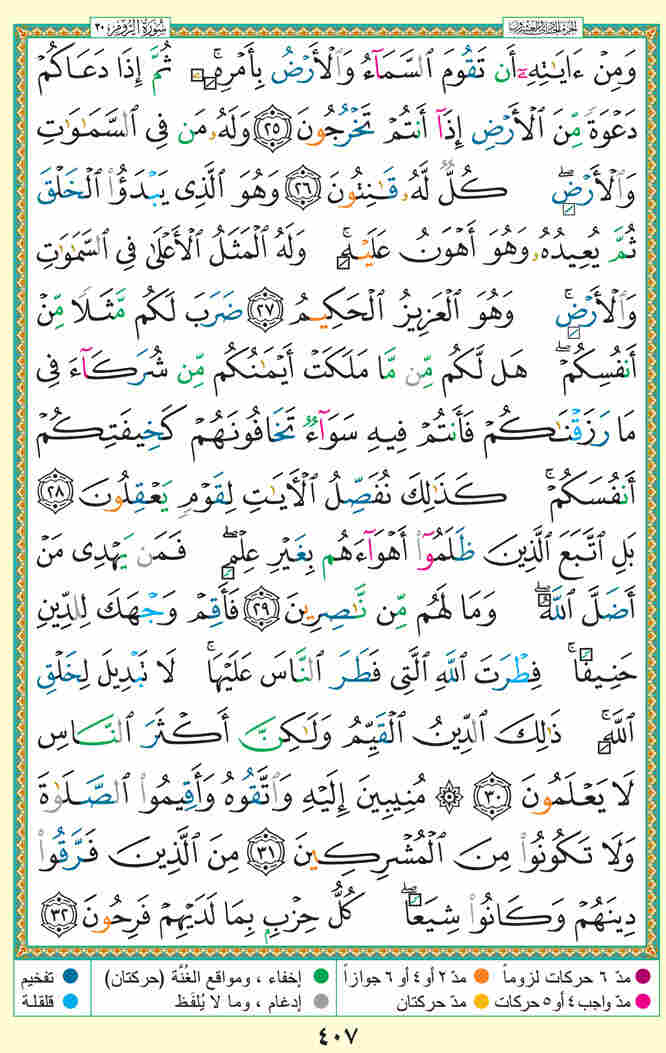 سُورَةُ الرُّومِ ٣٠
وَمِنۡ ءَايَٰتِهِۦٓ أَن تَقُومَ ٱلسَّمَآءُ وَٱلۡأَرۡضُ بِأَمۡرِهِۦۚ ثُمَّ إِذَا دَعَاكُمۡ
دَعۡوَةٗ مِّنَ ٱلۡأَرۡضِ إِذَآ أَنتُمۡ تَخۡرُجُونَ ٢٥ وَلَهُۥ مَن فِي ٱلسَّمَٰوَٰتِ
وَٱلۡأَرۡضِۖ كُلّٞ لَّهُۥ قَٰنِتُونَ ٢٦ وَهُوَ ٱلَّذِي يَبۡدَؤُاْ ٱلۡخَلۡقَ
ثُمَّ يُعِيدُهُۥ وَهُوَ أَهۡوَنُ عَلَيۡهِۚ وَلَهُ ٱلۡمَثَلُ ٱلۡأَعۡلَىٰ فِي ٱلسَّمَٰوَٰتِ
وَٱلۡأَرۡضِۚ وَهُوَ ٱلۡعَزِيزُ ٱلۡحَكِيمُ ٢٧ ضَرَبَ لَكُم مَّثَلٗا مِّنۡ
أَنفُسِكُمۡۖ هَل لَّكُم مِّن مَّا مَلَكَتۡ أَيۡمَٰنُكُم مِّن شُرَكَآءَ فِي
مَا رَزَقۡنَٰكُمۡ فَأَنتُمۡ فِيهِ سَوَآءٞ تَخَافُونَهُمۡ كَخِيفَتِكُمۡ
أَنفُسَكُمۡۚ كَذَٰلِكَ نُفَصِّلُ ٱلۡأٓيَٰتِ لِقَوۡمٖ يَعۡقِلُونَ ٢٨
بَلِ ٱتَّبَعَ ٱلَّذِينَ ظَلَمُوٓاْ أَهۡوَآءَهُم بِغَيۡرِ عِلۡمٖۖ فَمَن يَهۡدِي مَنۡ
أَضَلَّ ٱللَّهُۖ وَمَا لَهُم مِّن نَّٰصِرِينَ ٢٩ فَأَقِمۡ وَجۡهَكَ لِلدِّينِ
حَنِيفٗاۚ فِطۡرَتَ ٱللَّهِ ٱلَّتِي فَطَرَ ٱلنَّاسَ عَلَيۡهَاۚ لَا تَبۡدِيلَ لِخَلۡقِ
ٱللَّهِۚ ذَٰلِكَ ٱلدِّينُ ٱلۡقَيِّمُ وَلَٰكِنَّ أَكۡثَرَ ٱلنَّاسِ
لَا يَعۡلَمُونَ ٣٠ ۞ مُنِيبِينَ إِلَيۡهِ وَٱتَّقُوهُ وَأَقِيمُواْ ٱلصَّلَوٰةَ
وَلَا تَكُونُواْ مِنَ ٱلۡمُشۡرِكِينَ ٣١ مِنَ ٱلَّذِينَ فَرَّقُواْ
دِينَهُمۡ وَكَانُواْ شِيَعٗاۖ كُلُّ حِزۡبِۭ بِمَا لَدَيۡهِمۡ فَرِحُونَ ٣٢
مدّ ٦ حركات لزوماً مدّ ٢ أو ٤ أو ٦ جوازاً إخفاء ، ومواقع الغُنَّة (حركتان) تفخيم
مدّ واجب ٤ أو ٥ حركات مدّ حركتان إدغام ، وما لا يُلفَظ قلقلة
٤٠٧